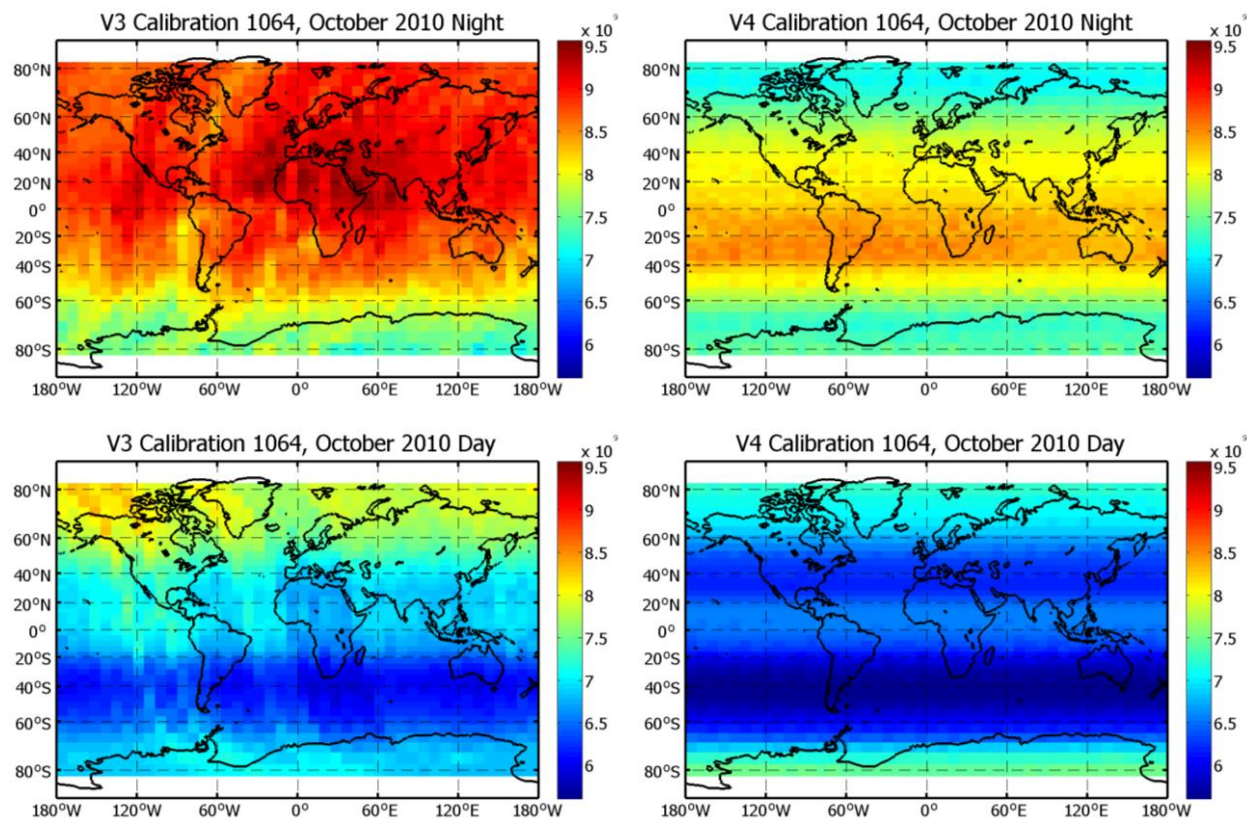 V3 Calibration 1064, October 2010 Night
x 10⁹
80°N
60°N
40°N
20°N
0°
20°S
40°S
60°S
80°S
180°W 120°W 60°W 0° 60°E 120°E 180°W
9.5
9
8.5
8
7.5
7
6.5
6
V4 Calibration 1064, October 2010 Night
x 10⁹
80°N
60°N
40°N
20°N
0°
20°S
40°S
60°S
80°S
180°W 120°W 60°W 0° 60°E 120°E 180°W
9.5
9
8.5
8
7.5
7
6.5
6
V3 Calibration 1064, October 2010 Day
x 10⁹
80°N
60°N
40°N
20°N
0°
20°S
40°S
60°S
80°S
180°W 120°W 60°W 0° 60°E 120°E 180°W
9.5
9
8.5
8
7.5
7
6.5
6
V4 Calibration 1064, October 2010 Day
x 10⁹
80°N
60°N
40°N
20°N
0°
20°S
40°S
60°S
80°S
180°W 120°W 60°W 0° 60°E 120°E 180°W
9.5
9
8.5
8
7.5
7
6.5
6